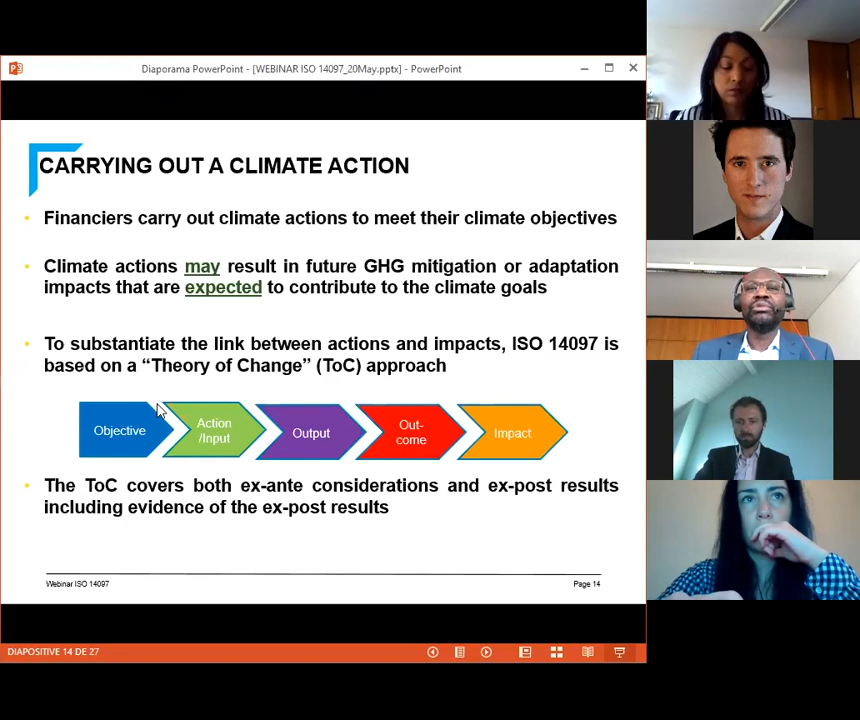 Diaporama PowerPoint - [WEBINAR ISO 14097_20May.pptx] - PowerPoint
CARRYING OUT A CLIMATE ACTION
Financiers carry out climate actions to meet their climate objectives
Climate actions may result in future GHG mitigation or adaptation
impacts that are expected to contribute to the climate goals
To substantiate the link between actions and impacts, ISO 14097 is
based on a “Theory of Change” (ToC) approach
Objective
Action
/Input
Output
Out-
come
Impact
The ToC covers both ex-ante considerations and ex-post results
including evidence of the ex-post results
Webinar ISO 14097
Page 14
DIAPOSITIVE 14 DE 27